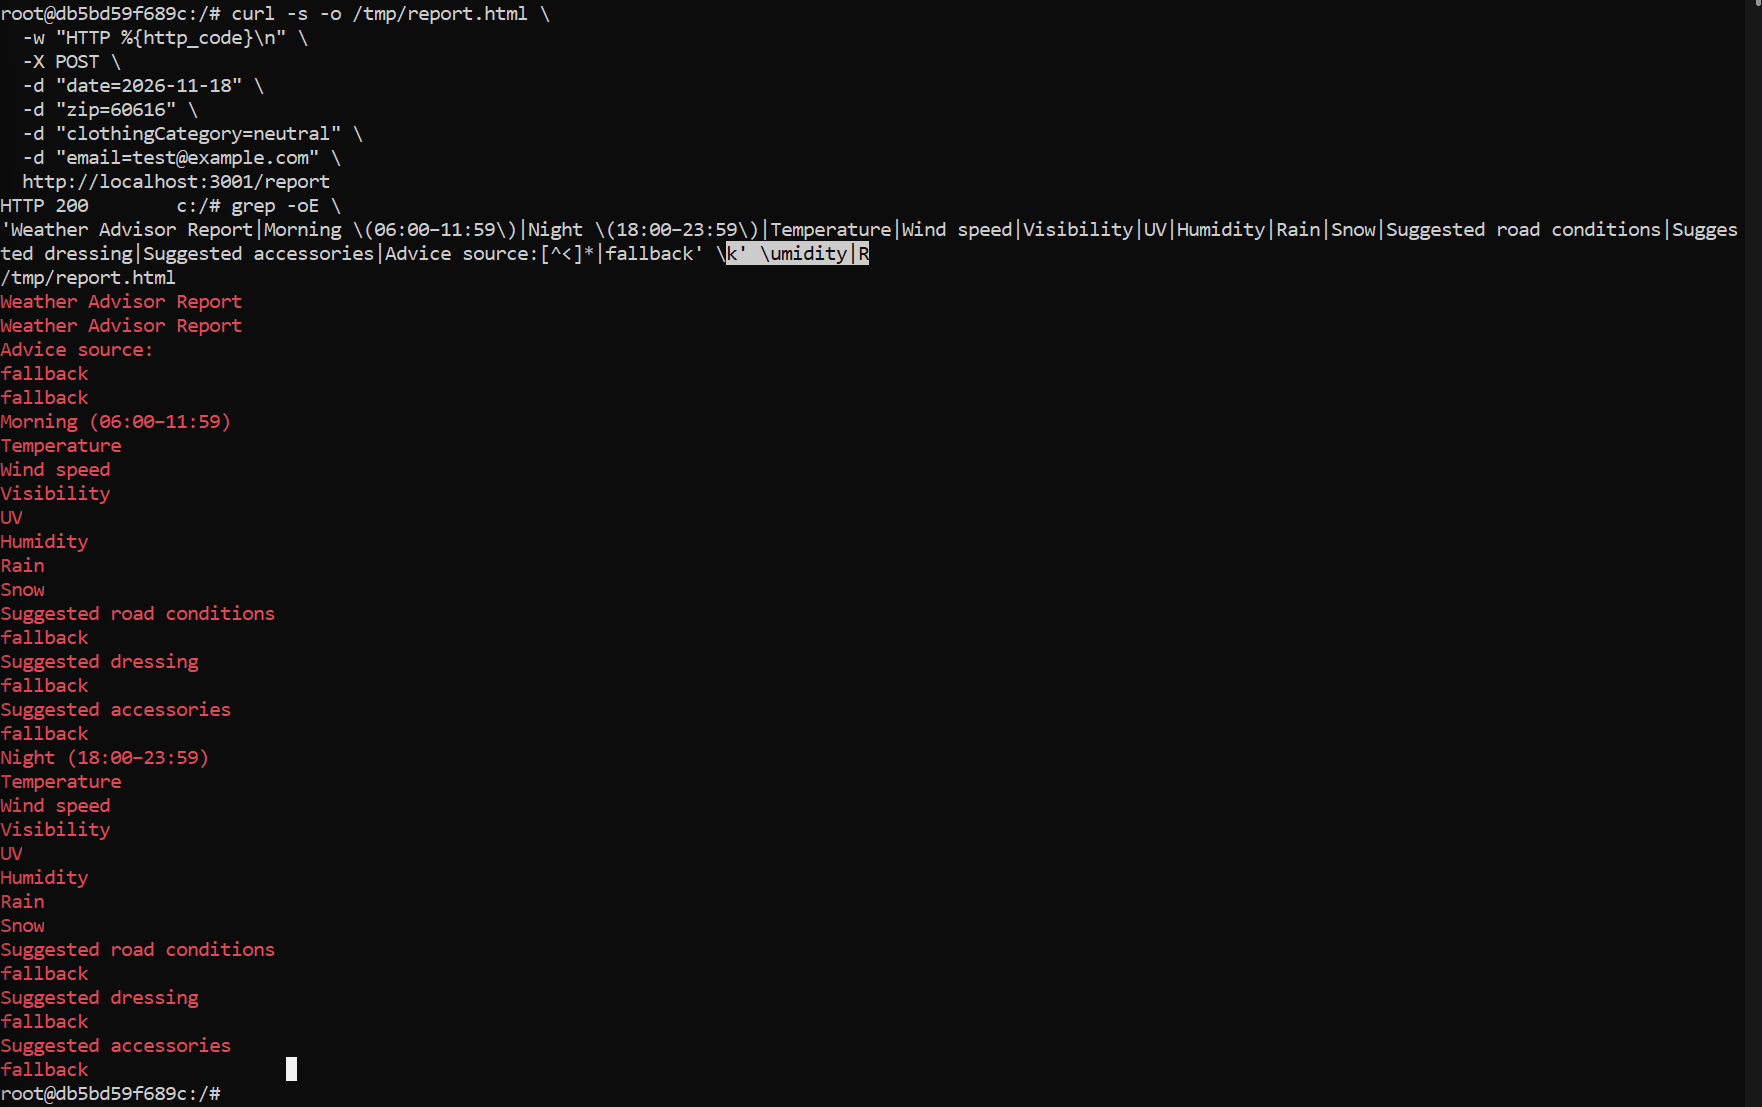 root@db5bd59f689c:/# curl -s -o /tmp/report.html \
  -w "HTTP %{http_code}\n" \
  -X POST \
  -d "date=2026-11-18" \
  -d "zip=60616" \
  -d "clothingCategory=neutral" \
  -d "email=test@example.com" \
  http://localhost:3001/report
HTTP 200        c:/# grep -oE \
'Weather Advisor Report|Morning \(06:00–11:59\)|Night \(18:00–23:59\)|Temperature|Wind speed|Visibility|UV|Humidity|Rain|Snow|Suggested road conditions|Sugges
ted dressing|Suggested accessories|Advice source:[^<]*|fallback' \k' \umidity|R
/tmp/report.html
Weather Advisor Report
Weather Advisor Report
Advice source:
fallback
fallback
Morning (06:00–11:59)
Temperature
Wind speed
Visibility
UV
Humidity
Rain
Snow
Suggested road conditions
fallback
Suggested dressing
fallback
Suggested accessories
fallback
Night (18:00–23:59)
Temperature
Wind speed
Visibility
UV
Humidity
Rain
Snow
Suggested road conditions
fallback
Suggested dressing
fallback
Suggested accessories
fallback
root@db5bd59f689c:/#